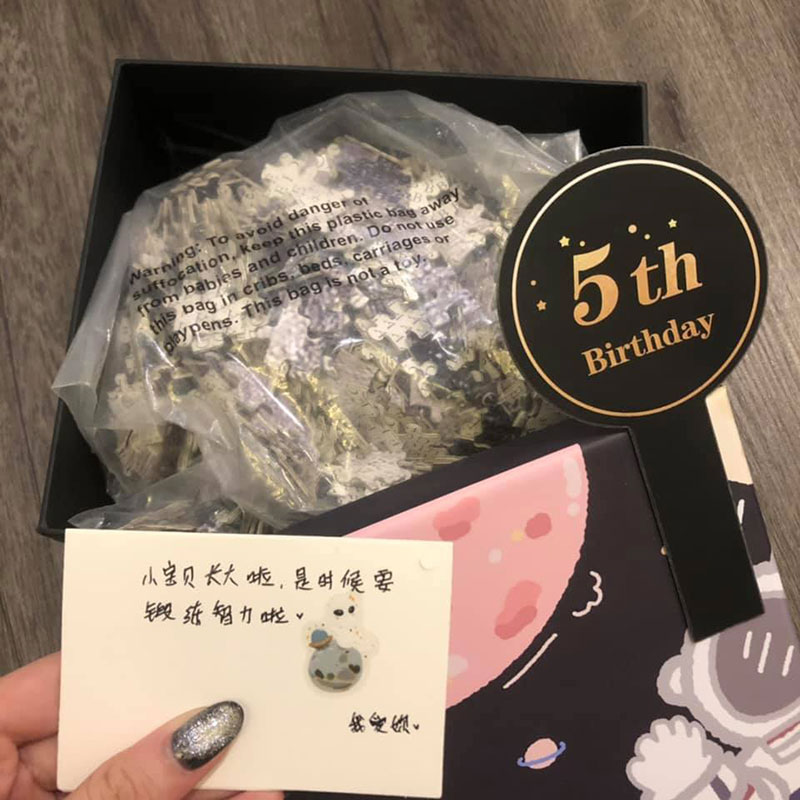 Warning: To avoid danger of
suffocation, keep this plastic bag away
from babies and children. Do not use
this bag in cribs, beds, carriages or
playpens. This bag is not a toy.
5th
Birthday
小宝贝长大啦，是时候要
锻练智力啦。